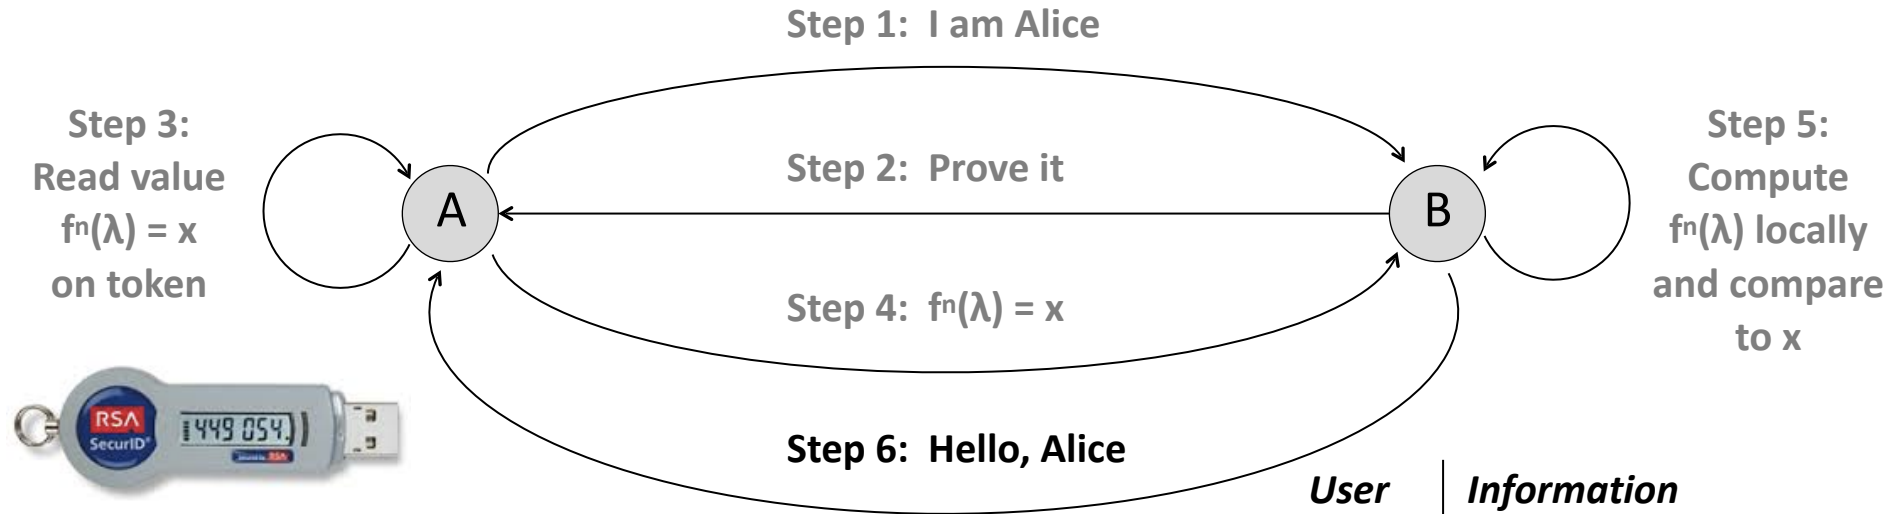 Step 1: I am Alice
Step 3:
Read value
fⁿ(λ) = x
on token
A
Step 2: Prove it
B
Step 5:
Compute
fⁿ(λ) locally
and compare
to x
Step 4: fⁿ(λ) = x
RSA
SecurID®
449 054.
Step 6: Hello, Alice
User | Information